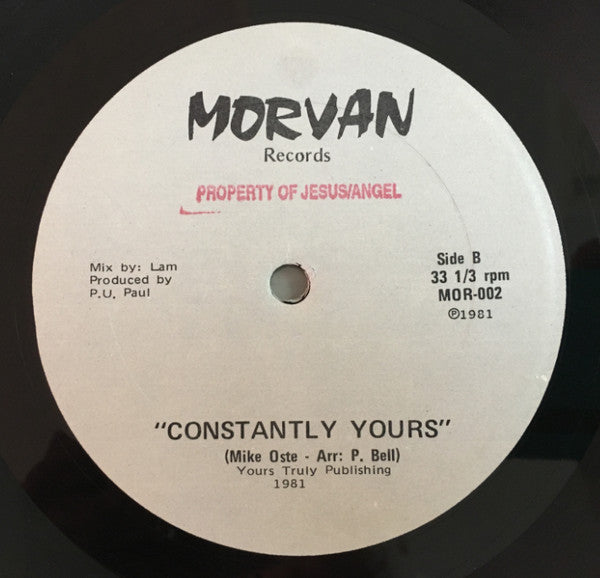 MORVAN
Records
PROPERTY OF JESUS/ANGEL
Mix by: Lam
Produced by
P.U. Paul
Side B
33 1/3 rpm
MOR-002
℗1981
"CONSTANTLY YOURS"
(Mike Oste - Arr: P. Bell)
Yours Truly Publishing
1981